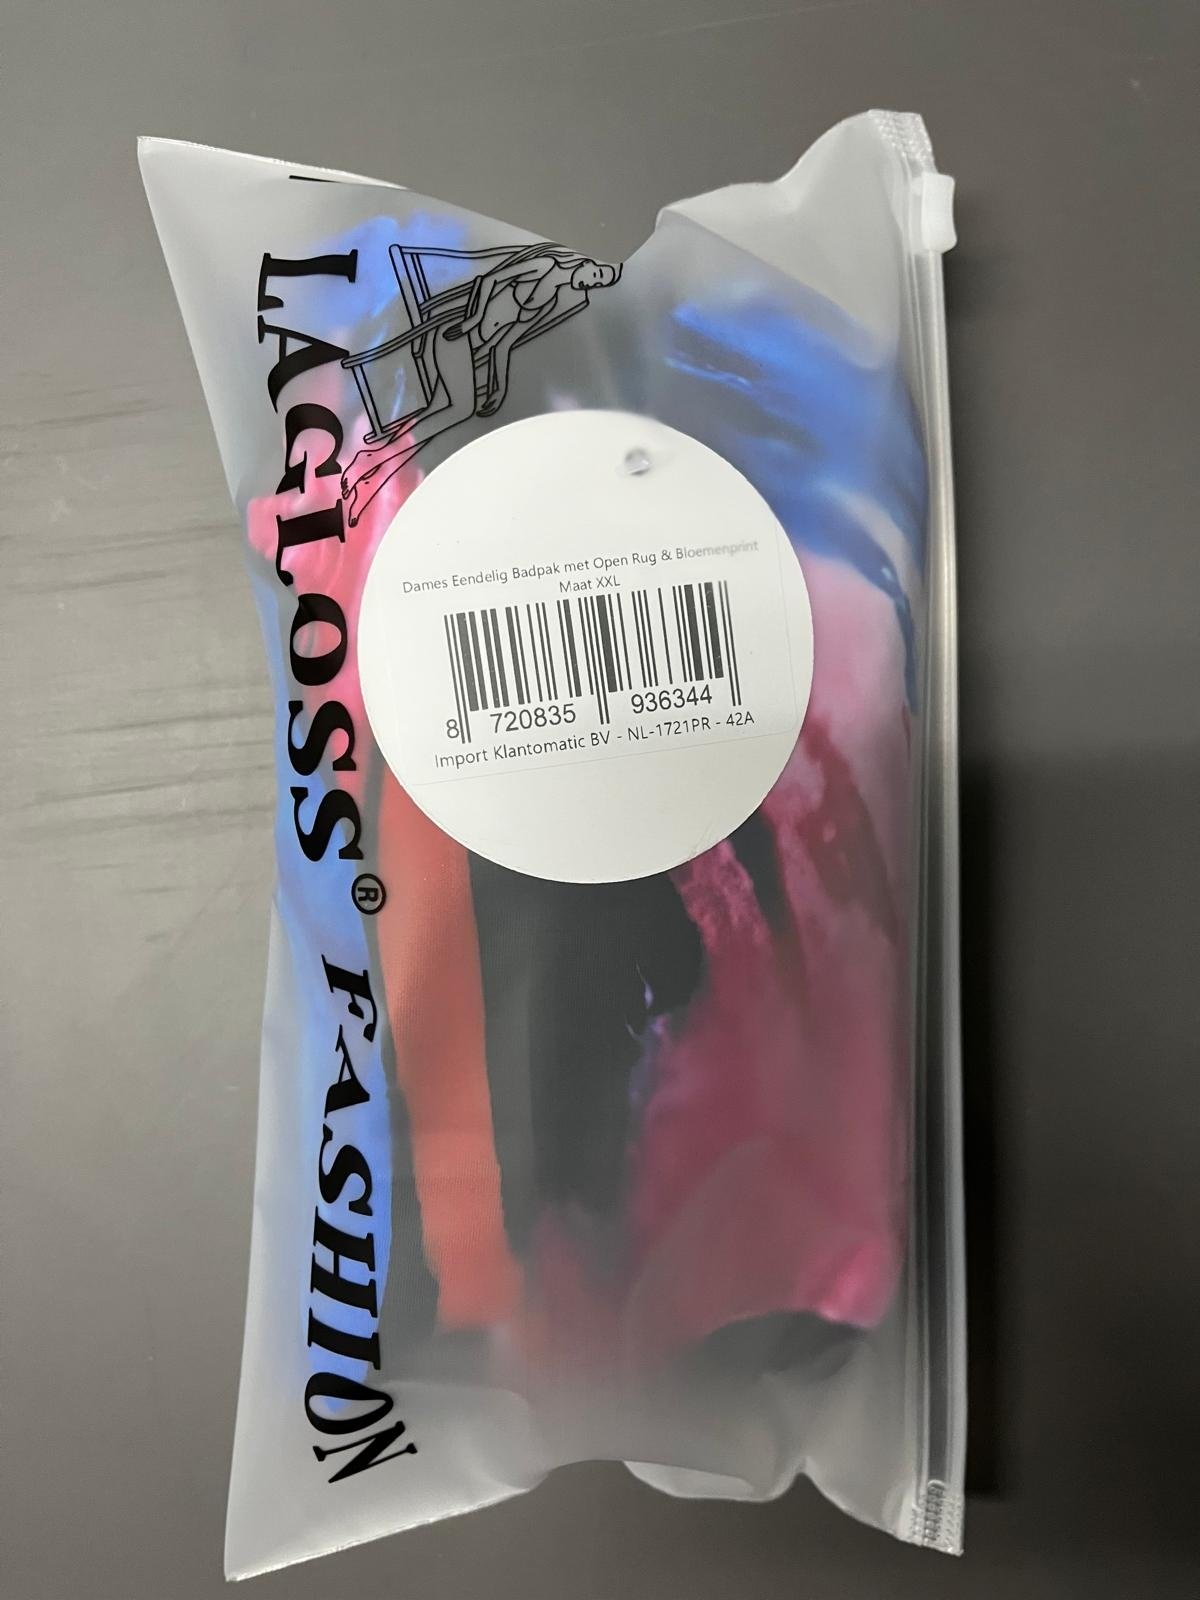 LAGLOSS® FASHION
Dames Eendelig Badpak met Open Rug & Bloemenprint
Maat XXL
8 720835 936344
Import Klantomatic BV - NL-1721PR - 42A